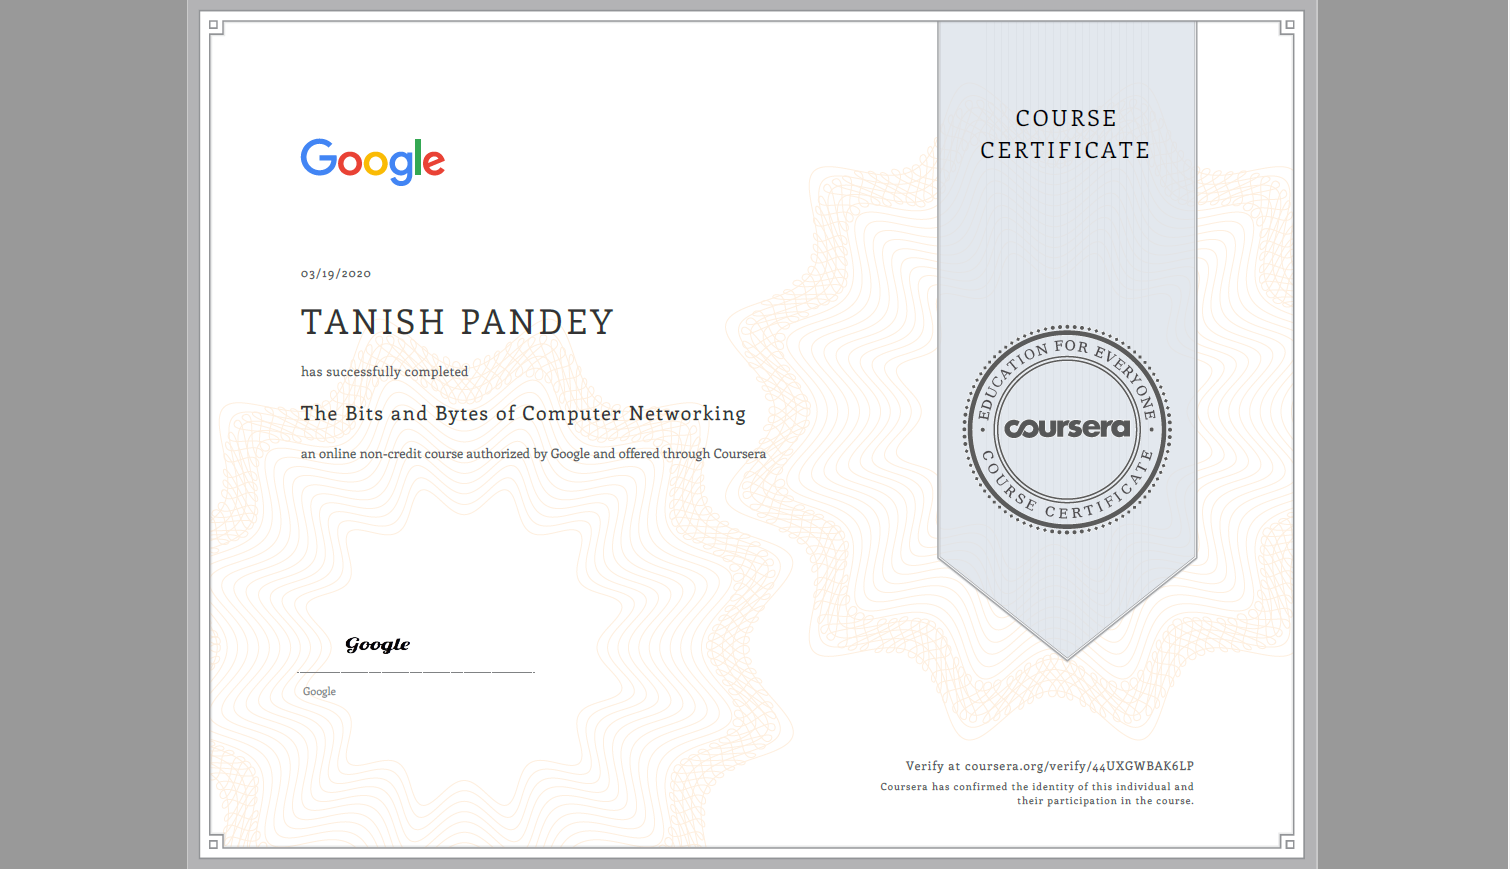 Google
03/19/2020
TANISH PANDEY
has successfully completed
The Bits and Bytes of Computer Networking
an online non-credit course authorized by Google and offered through Coursera
Google
Google
COURSE
CERTIFICATE
EDUCATION FOR EVERYONE
coursera
COURSE CERTIFICATE
Verify at coursera.org/verify/44UXGWBAK6LP
Coursera has confirmed the identity of this individual and
their participation in the course.